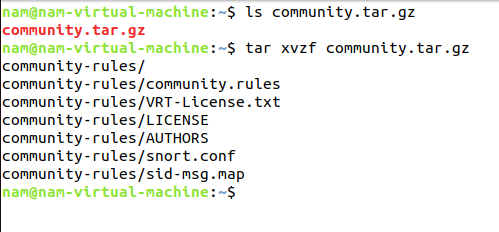 nam@nam-virtual-machine:~$ ls community.tar.gz
community.tar.gz
nam@nam-virtual-machine:~$ tar xvzf community.tar.gz
community-rules/
community-rules/community.rules
community-rules/VRT-License.txt
community-rules/LICENSE
community-rules/AUTHORS
community-rules/snort.conf
community-rules/sid-msg.map
nam@nam-virtual-machine:~$